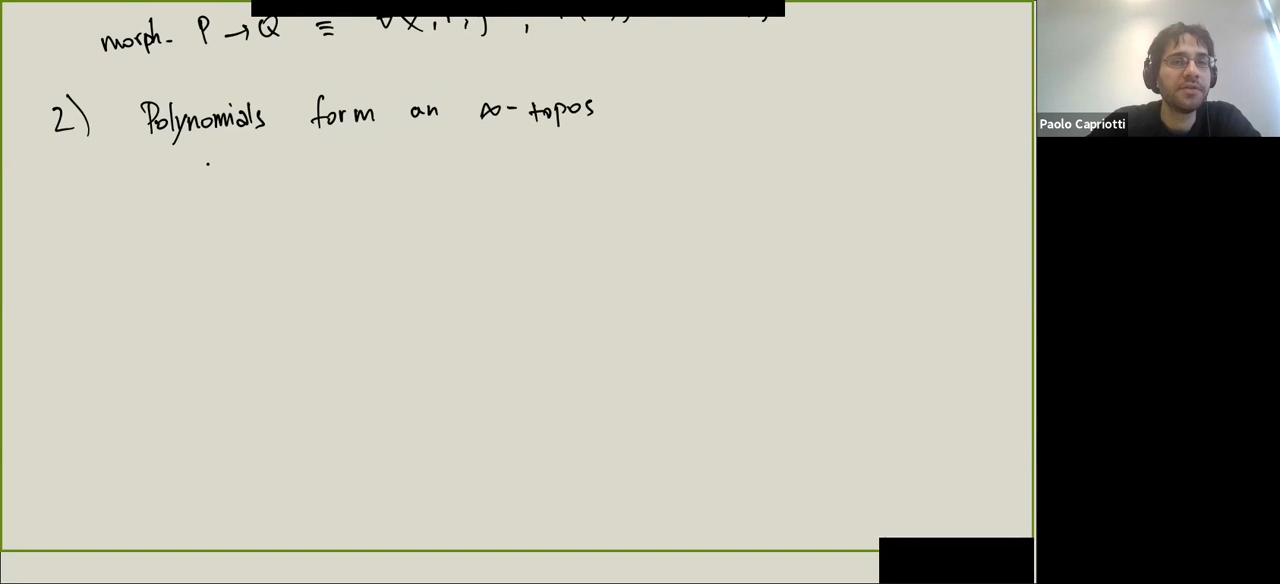 morph. P → Q ≡ ∀ X, i, j,
2) Polynomials form an ∞-topos
Paolo Capriotti